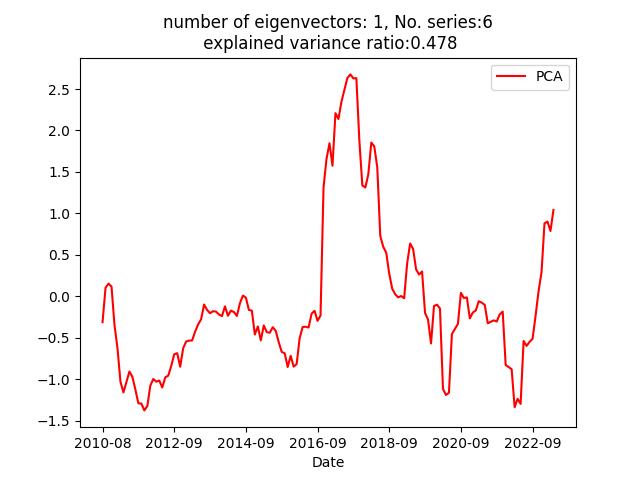 number of eigenvectors: 1, No. series:6
explained variance ratio:0.478
PCA
2.5
2.0
1.5
1.0
0.5
0.0
−0.5
−1.0
−1.5
2010-08 2012-09 2014-09 2016-09 2018-09 2020-09 2022-09
Date